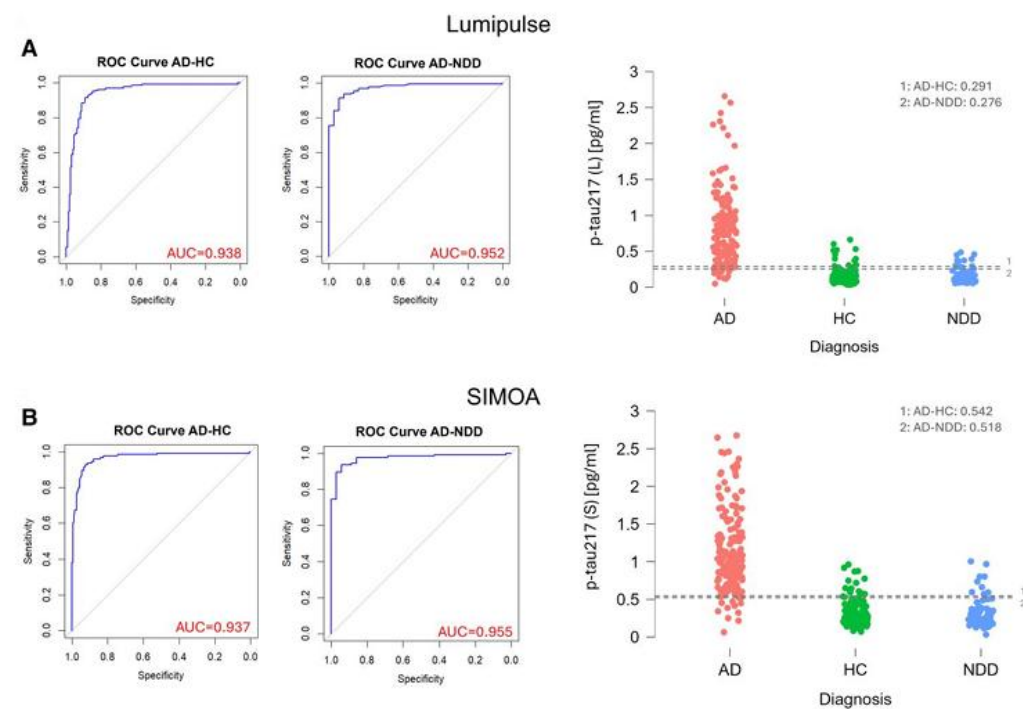 Lumipulse
A
ROC Curve AD-HC
1.0
0.8
0.6
0.4
0.2
0.0
Sensitivity
1.0 0.8 0.6 0.4 0.2 0.0
Specificity
AUC=0.938
ROC Curve AD-NDD
1.0
0.8
0.6
0.4
0.2
0.0
Sensitivity
1.0 0.8 0.6 0.4 0.2 0.0
Specificity
AUC=0.952
1: AD-HC: 0.291
2: AD-NDD: 0.276
p-tau217 (L) [pg/ml]
3
2.5
2
1.5
1
0.5
0
1
2
AD HC NDD
Diagnosis
SIMOA
B
ROC Curve AD-HC
1.0
0.8
0.6
0.4
0.2
0.0
Sensitivity
1.0 0.8 0.6 0.4 0.2 0.0
Specificity
AUC=0.937
ROC Curve AD-NDD
1.0
0.8
0.6
0.4
0.2
0.0
Sensitivity
1.0 0.8 0.6 0.4 0.2 0.0
Specificity
AUC=0.955
1: AD-HC: 0.542
2: AD-NDD: 0.518
p-tau217 (S) [pg/ml]
3
2.5
2
1.5
1
0.5
0
AD HC NDD
Diagnosis